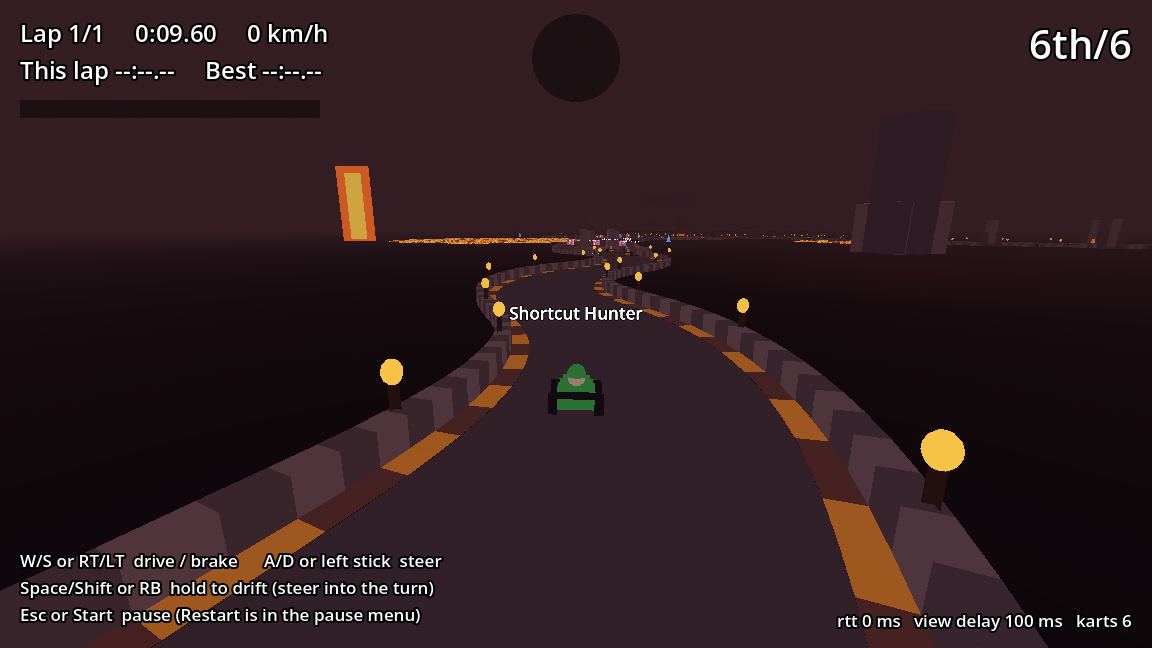 Lap 1/1 0:09.60 0 km/h
6th/6
This lap --:--.-- Best --:--.--
Shortcut Hunter
W/S or RT/LT drive / brake A/D or left stick steer
Space/Shift or RB hold to drift (steer into the turn)
Esc or Start pause (Restart is in the pause menu)
rtt 0 ms view delay 100 ms karts 6